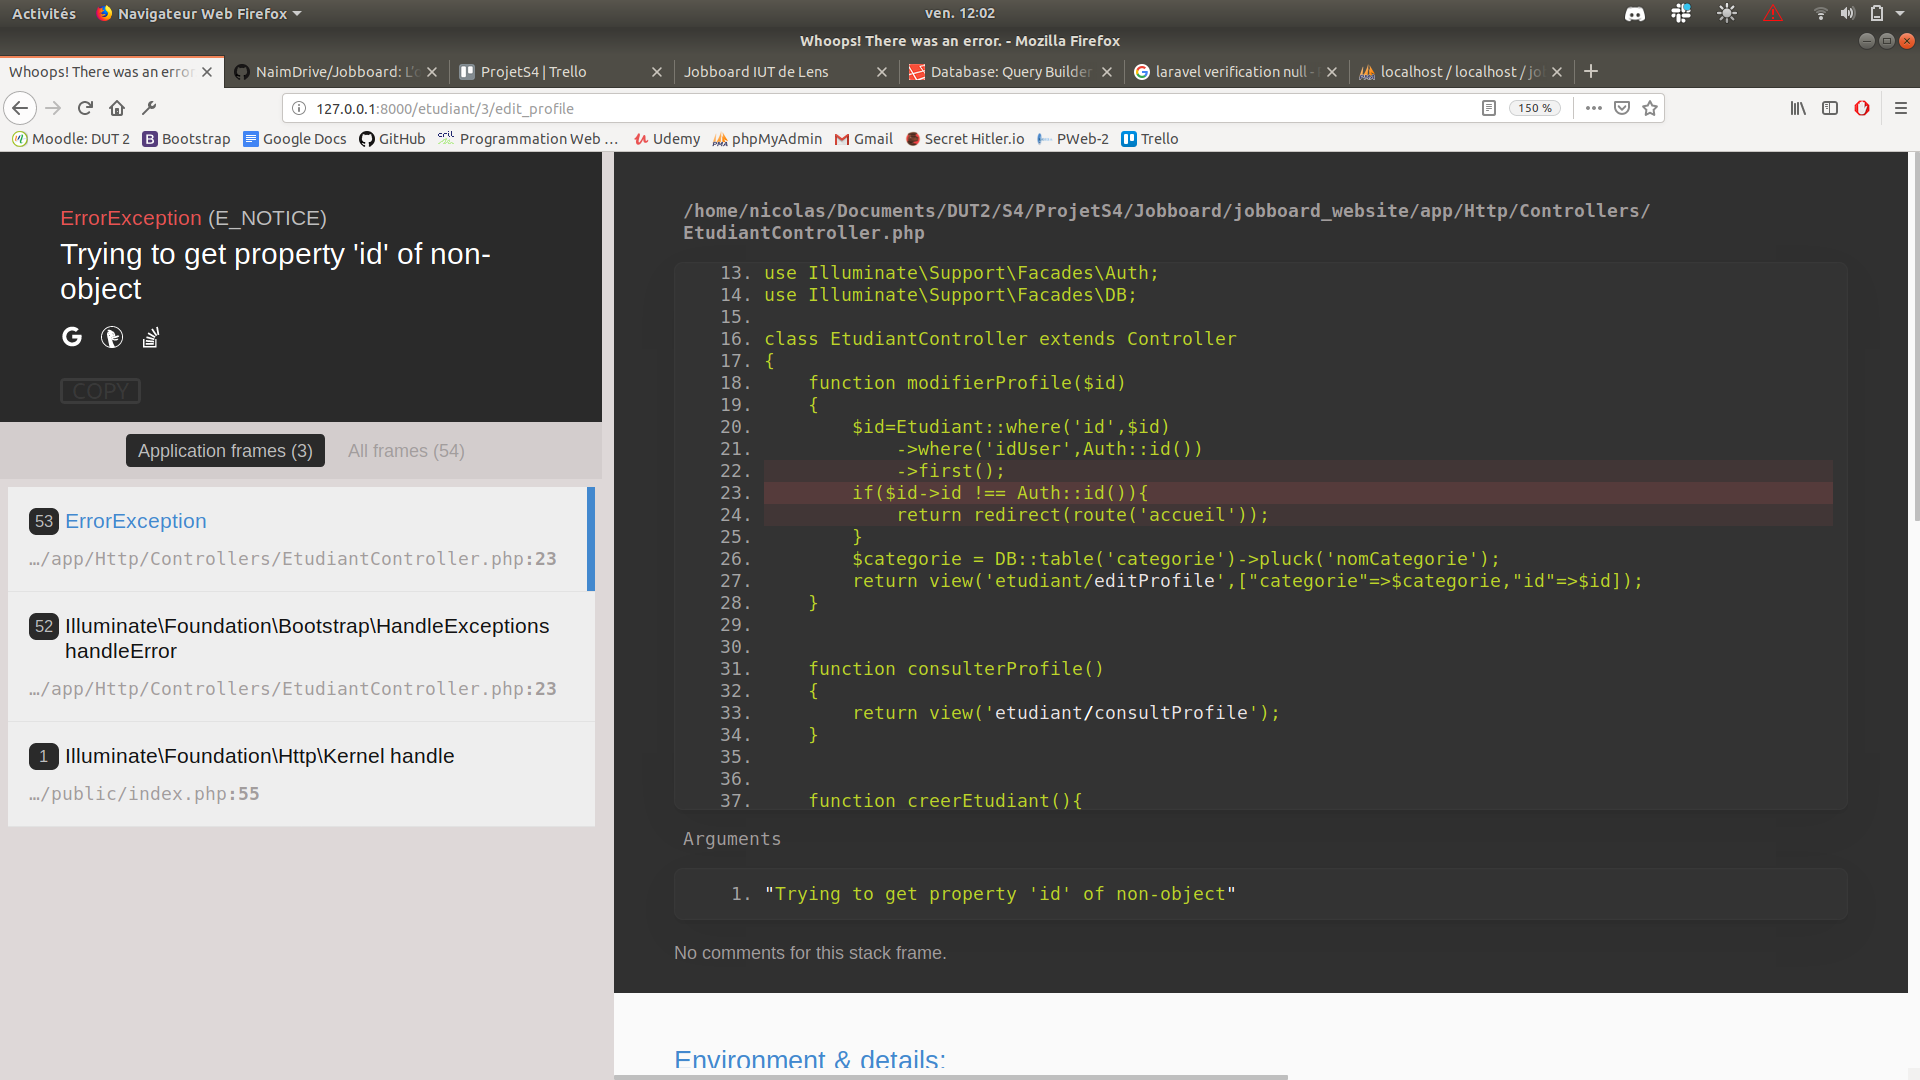 Activités
Navigateur Web Firefox
ven. 12:02
Whoops! There was an error. - Mozilla Firefox
Whoops! There was an error
NaimDrive/Jobboard: L'
ProjetS4 | Trello
Jobboard IUT de Lens
Database: Query Builder
laravel verification null -
localhost / localhost / jo
127.0.0.1:8000/etudiant/3/edit_profile
150 %
Moodle: DUT 2
Bootstrap
Google Docs
GitHub
Programmation Web …
Udemy
phpMyAdmin
Gmail
Secret Hitler.io
PWeb-2
Trello
ErrorException (E_NOTICE)
Trying to get property 'id' of non-
object
COPY
Application frames (3)
All frames (54)
53 ErrorException
…/app/Http/Controllers/EtudiantController.php:23
52 Illuminate\Foundation\Bootstrap\HandleExceptions
handleError
…/app/Http/Controllers/EtudiantController.php:23
1 Illuminate\Foundation\Http\Kernel handle
…/public/index.php:55
/home/nicolas/Documents/DUT2/S4/ProjetS4/Jobboard/jobboard_website/app/Http/Controllers/
EtudiantController.php
13. use Illuminate\Support\Facades\Auth;
14. use Illuminate\Support\Facades\DB;
15.
16. class EtudiantController extends Controller
17. {
18.     function modifierProfile($id)
19.     {
20.         $id=Etudiant::where('id',$id)
21.             ->where('idUser',Auth::id())
22.             ->first();
23.         if($id->id !== Auth::id()){
24.             return redirect(route('accueil'));
25.         }
26.         $categorie = DB::table('categorie')->pluck('nomCategorie');
27.         return view('etudiant/editProfile',["categorie"=>$categorie,"id"=>$id]);
28.     }
29.
30.
31.     function consulterProfile()
32.     {
33.         return view('etudiant/consultProfile');
34.     }
35.
36.
37.     function creerEtudiant(){
Arguments
1. "Trying to get property 'id' of non-object"
No comments for this stack frame.
Environment & details: